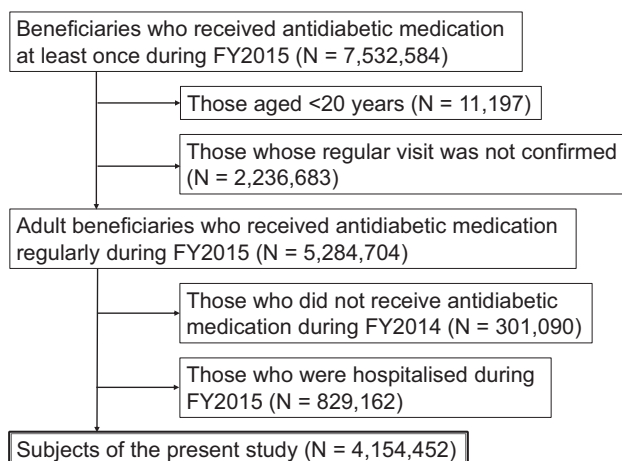 Beneficiaries who received antidiabetic medication
at least once during FY2015 (N = 7,532,584)
Those aged <20 years (N = 11,197)
Those whose regular visit was not confirmed
(N = 2,236,683)
Adult beneficiaries who received antidiabetic medication
regularly during FY2015 (N = 5,284,704)
Those who did not receive antidiabetic
medication during FY2014 (N = 301,090)
Those who were hospitalised during
FY2015 (N = 829,162)
Subjects of the present study (N = 4,154,452)